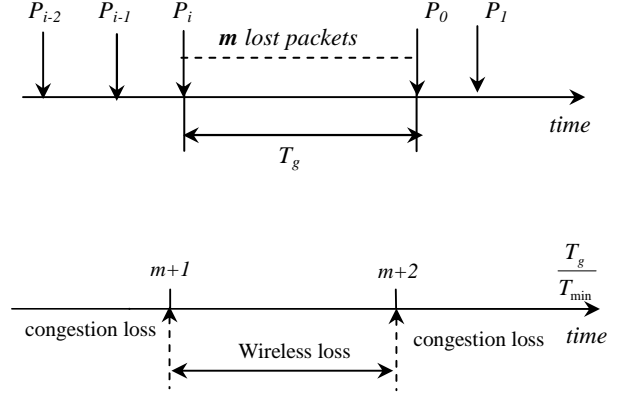 P_{i-2} P_{i-1} P_i P_0 P_1
m lost packets
time
T_g
m+1 m+2
T_g
T_min
congestion loss Wireless loss congestion loss time